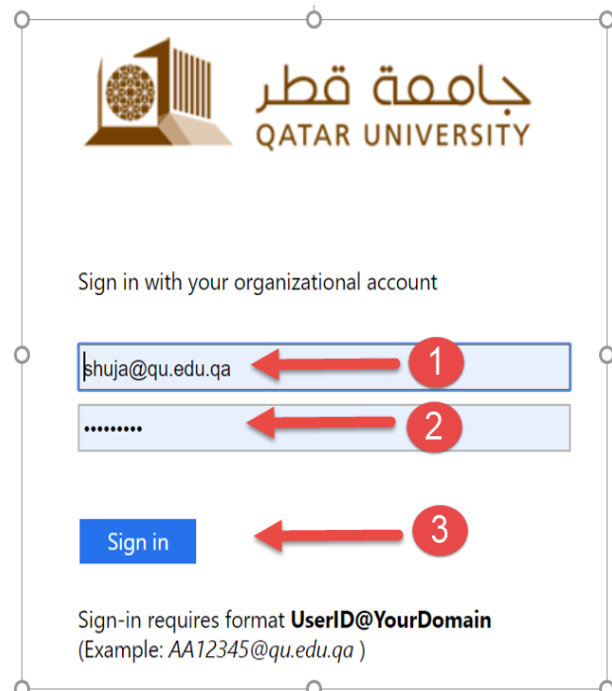 جامعة قطر
QATAR UNIVERSITY
Sign in with your organizational account
shuja@qu.edu.qa
1
•••••••••
2
Sign in
3
Sign-in requires format UserID@YourDomain
(Example: AA12345@qu.edu.qa )